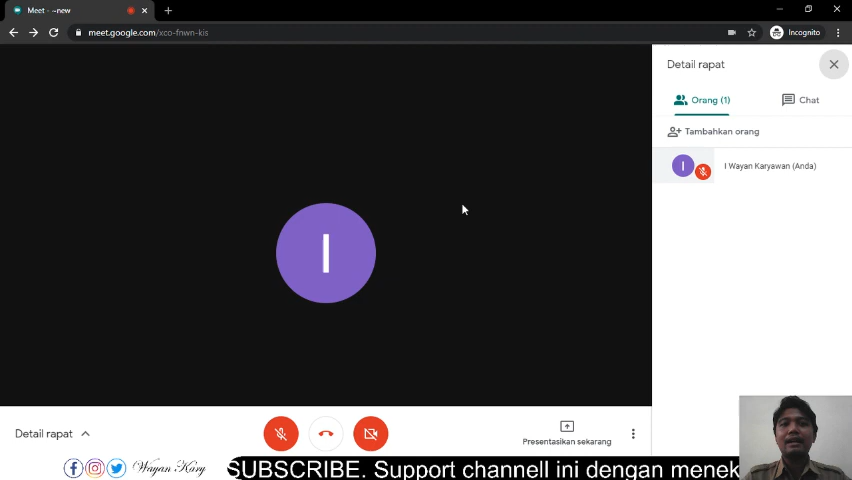 Meet - ~new
meet.google.com/xco-fnwn-kis
Incognito
Detail rapat
Orang (1)
Chat
Tambahkan orang
I
I Wayan Karyawan (Anda)
I
Detail rapat
Presentasikan sekarang
Wayan Kary
SUBSCRIBE. Support channell ini dengan menek